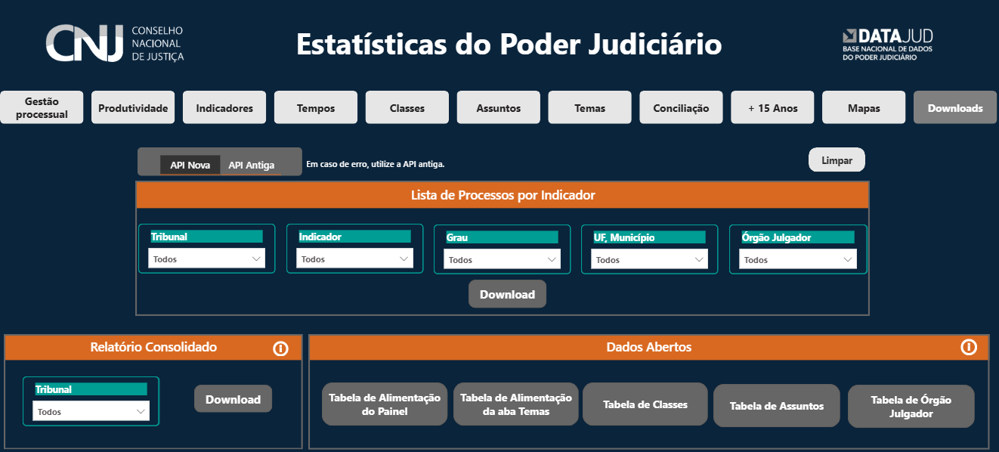 CNJ
CONSELHO
NACIONAL
DE JUSTIÇA
Estatísticas do Poder Judiciário
DATAJUD
BASE NACIONAL DE DADOS
DO PODER JUDICIÁRIO
Gestão
processual
Produtividade
Indicadores
Tempos
Classes
Assuntos
Temas
Conciliação
+ 15 Anos
Mapas
Downloads
API Nova
API Antiga
Em caso de erro, utilize a API antiga.
Limpar
Lista de Processos por Indicador
Tribunal
Todos
Indicador
Todos
Grau
Todos
UF, Município
Todos
Órgão Julgador
Todos
Download
Relatório Consolidado
Tribunal
Todos
Download
Dados Abertos
Tabela de Alimentação
do Painel
Tabela de Alimentação
da aba Temas
Tabela de Classes
Tabela de Assuntos
Tabela de Órgão
Julgador